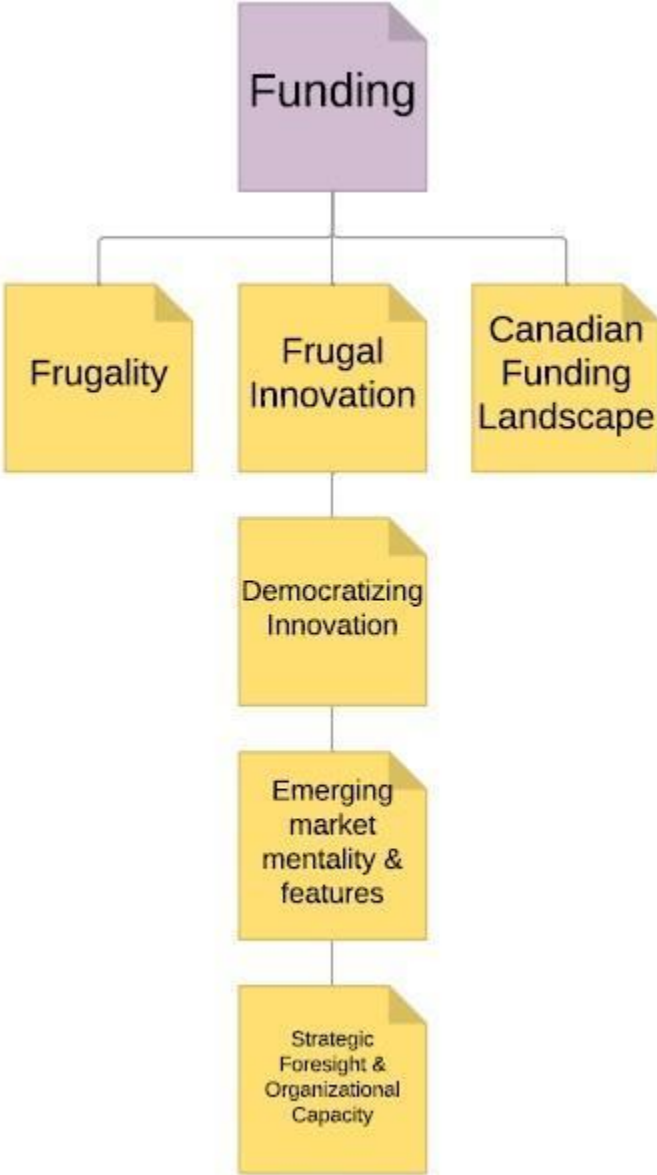 Funding
Frugality
Frugal
Innovation
Canadian
Funding
Landscape
Democratizing
Innovation
Emerging
market
mentality &
features
Strategic
Foresight &
Organizational
Capacity